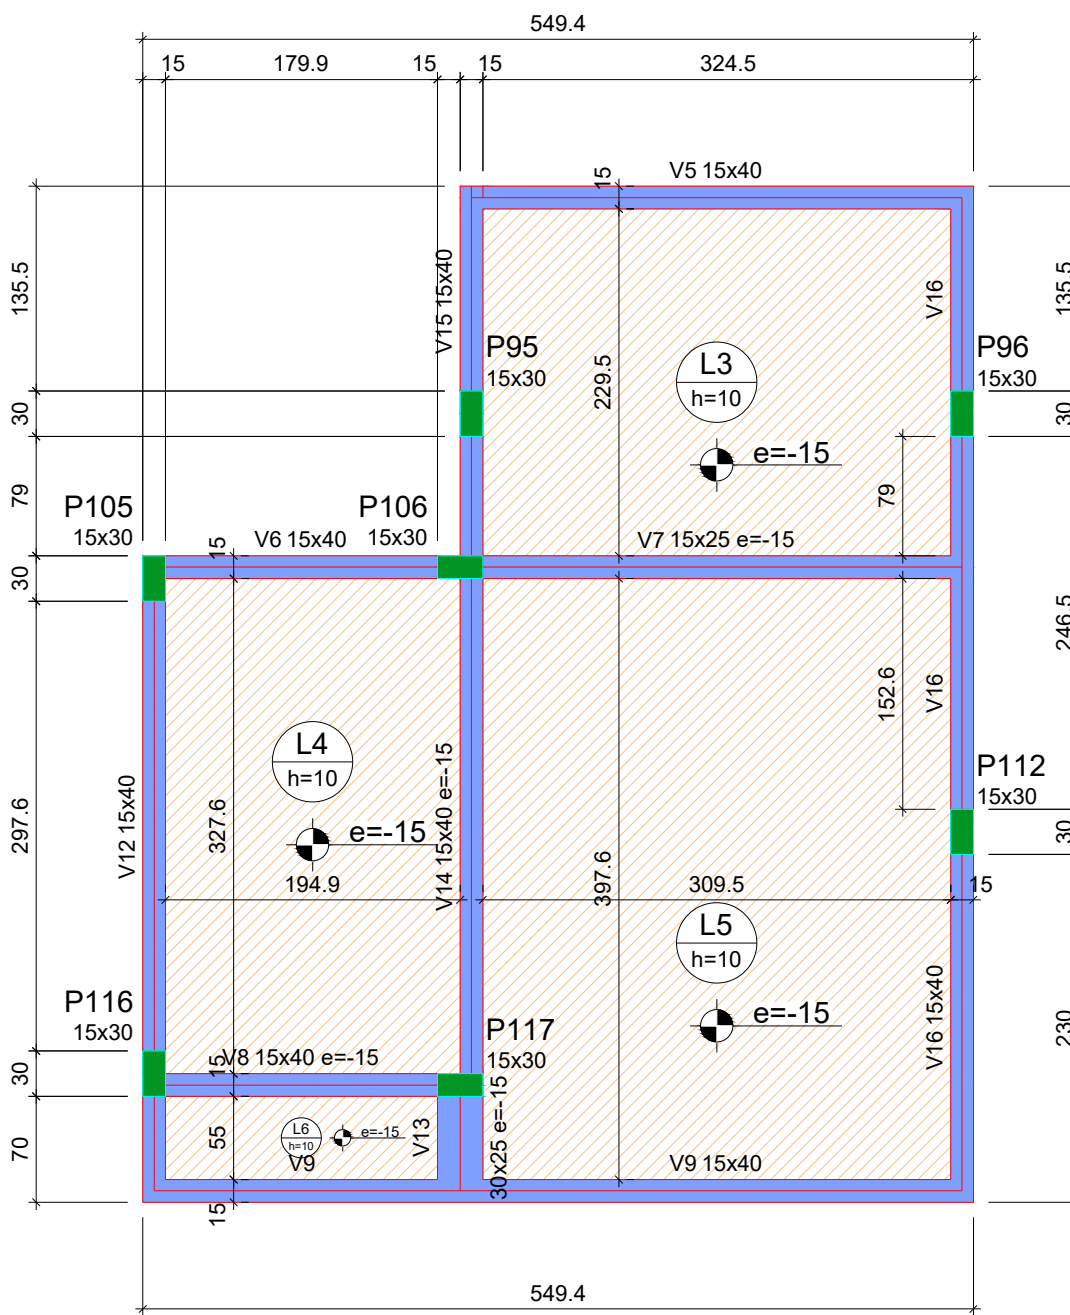 549.4
15
179.9
15
15
324.5
V5 15x40
15
135.5
V15 15x40
229.5
V16
135.5
P95
15x30
L3
h=10
P96
15x30
30
30
e=-15
79
79
P105
15x30
P106
15x30
V6 15x40
15
V7 15x25 e=-15
30
246.5
152.6
V16
L4
h=10
P112
15x30
297.6
V12 15x40
327.6
e=-15
V14 15x40 e=-15
397.6
30
194.9
309.5
15
L5
h=10
P116
15x30
e=-15
V16 15x40
230
P117
15x30
30
15
V8 15x40 e=-15
70
55
L6
h=10
e=-15
V13
30x25 e=-15
V9
V9 15x40
15
549.4